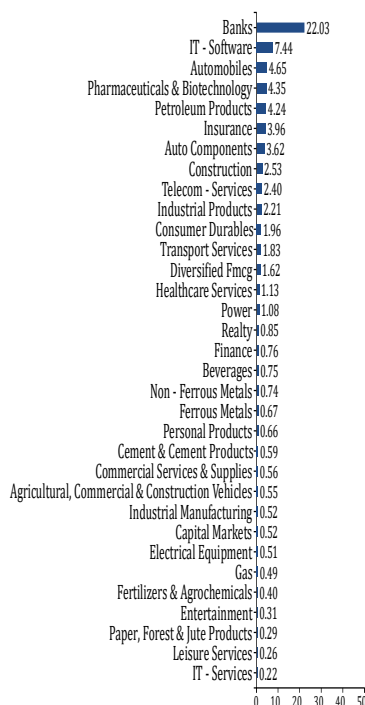 Banks 22.03
IT - Software 7.44
Automobiles 4.65
Pharmaceuticals & Biotechnology 4.35
Petroleum Products 4.24
Insurance 3.96
Auto Components 3.62
Construction 2.53
Telecom - Services 2.40
Industrial Products 2.21
Consumer Durables 1.96
Transport Services 1.83
Diversified Fmcg 1.62
Healthcare Services 1.13
Power 1.08
Realty 0.85
Finance 0.76
Beverages 0.75
Non - Ferrous Metals 0.74
Ferrous Metals 0.67
Personal Products 0.66
Cement & Cement Products 0.59
Commercial Services & Supplies 0.56
Agricultural, Commercial & Construction Vehicles 0.55
Industrial Manufacturing 0.52
Capital Markets 0.52
Electrical Equipment 0.51
Gas 0.49
Fertilizers & Agrochemicals 0.40
Entertainment 0.31
Paper, Forest & Jute Products 0.29
Leisure Services 0.26
IT - Services 0.22
0 10 20 30 40 50